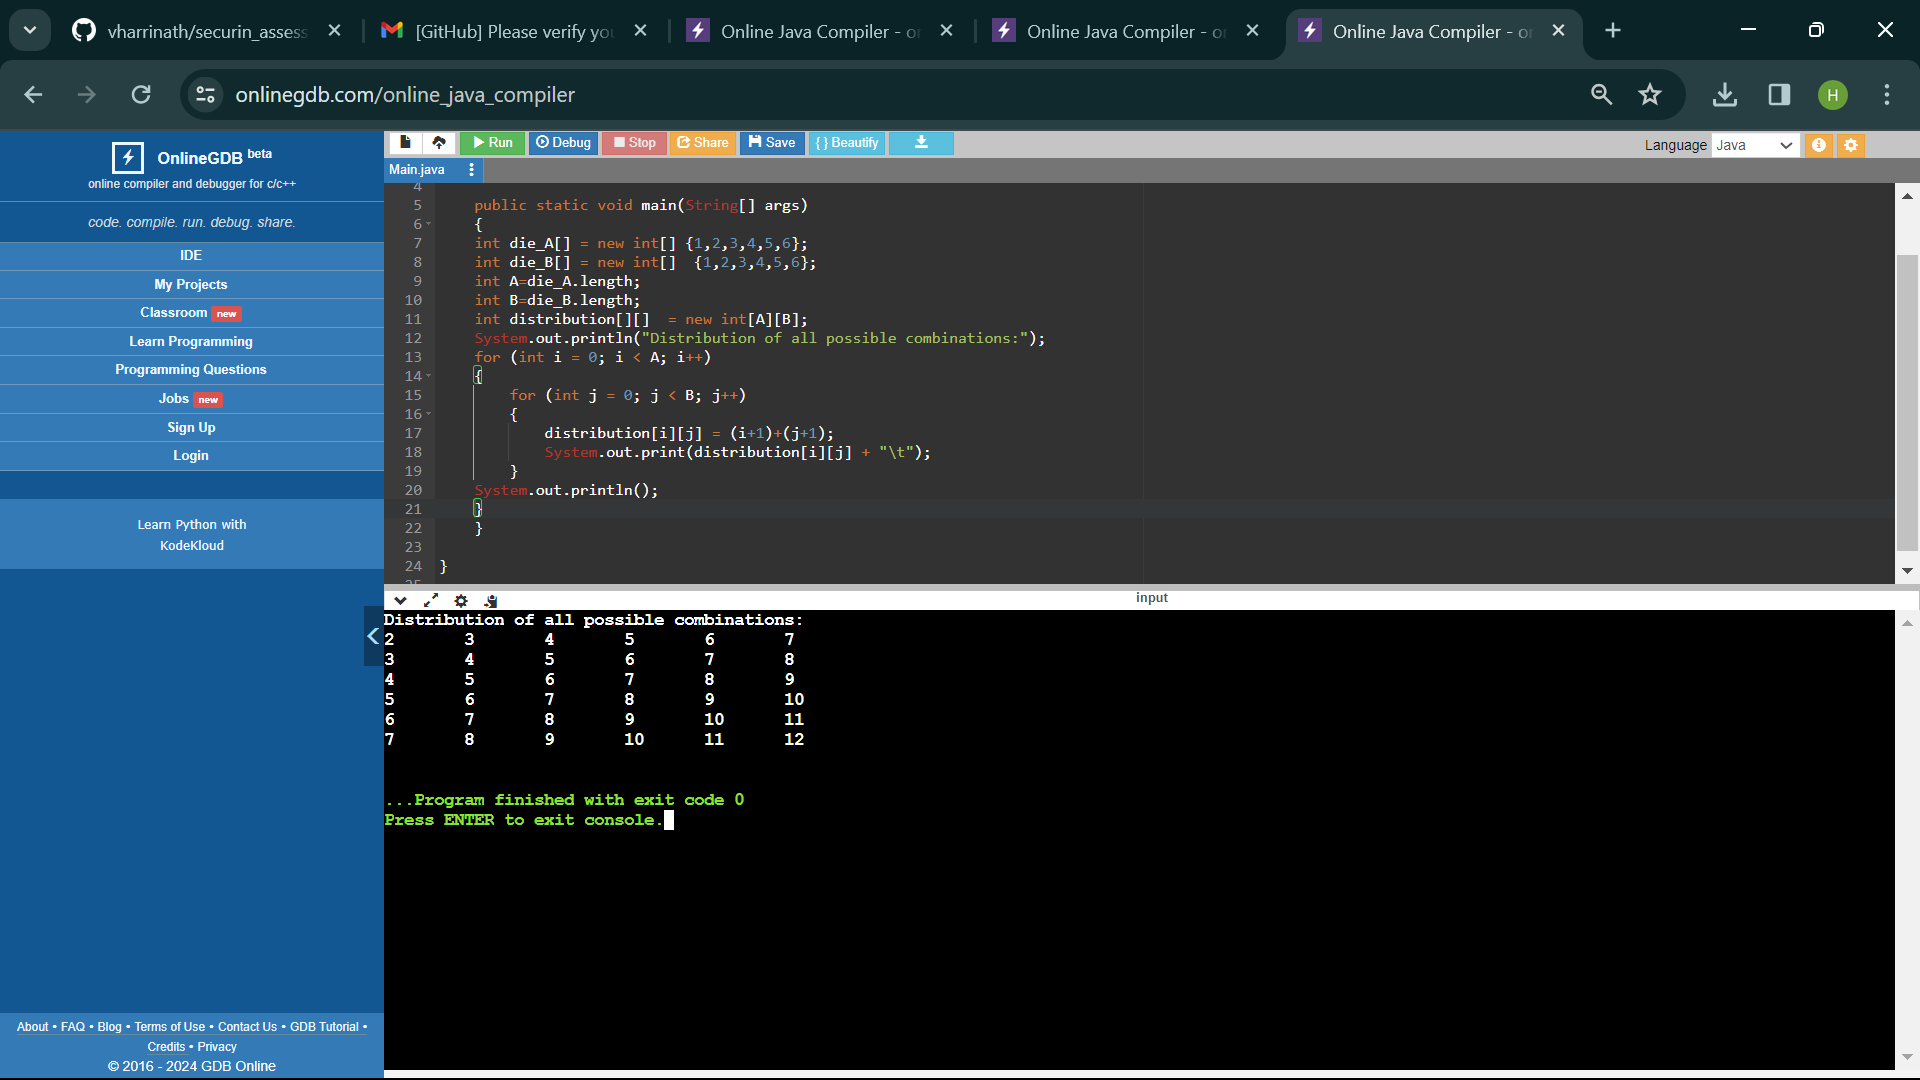 vharrinath/securin_assess
[GitHub] Please verify yo
Online Java Compiler - o
Online Java Compiler - o
Online Java Compiler - o
onlinegdb.com/online_java_compiler
H
OnlineGDB beta
online compiler and debugger for c/c++
code. compile. run. debug. share.
IDE
My Projects
Classroom new
Learn Programming
Programming Questions
Jobs new
Sign Up
Login
Learn Python with
KodeKloud
About • FAQ • Blog • Terms of Use • Contact Us • GDB Tutorial •
Credits • Privacy
© 2016 - 2024 GDB Online
Run Debug Stop Share Save { } Beautify
Language Java
Main.java
4
5 public static void main(String[] args)
6 {
7 int die_A[] = new int[] {1,2,3,4,5,6};
8 int die_B[] = new int[]  {1,2,3,4,5,6};
9 int A=die_A.length;
10 int B=die_B.length;
11 int distribution[][]  = new int[A][B];
12 System.out.println("Distribution of all possible combinations:");
13 for (int i = 0; i < A; i++)
14 {
15 for (int j = 0; j < B; j++)
16 {
17 distribution[i][j] = (i+1)+(j+1);
18 System.out.print(distribution[i][j] + "\t");
19 }
20 System.out.println();
21 }
22 }
23
24 }
25
input
Distribution of all possible combinations:
2 3 4 5 6 7
3 4 5 6 7 8
4 5 6 7 8 9
5 6 7 8 9 10
6 7 8 9 10 11
7 8 9 10 11 12
...Program finished with exit code 0
Press ENTER to exit console.